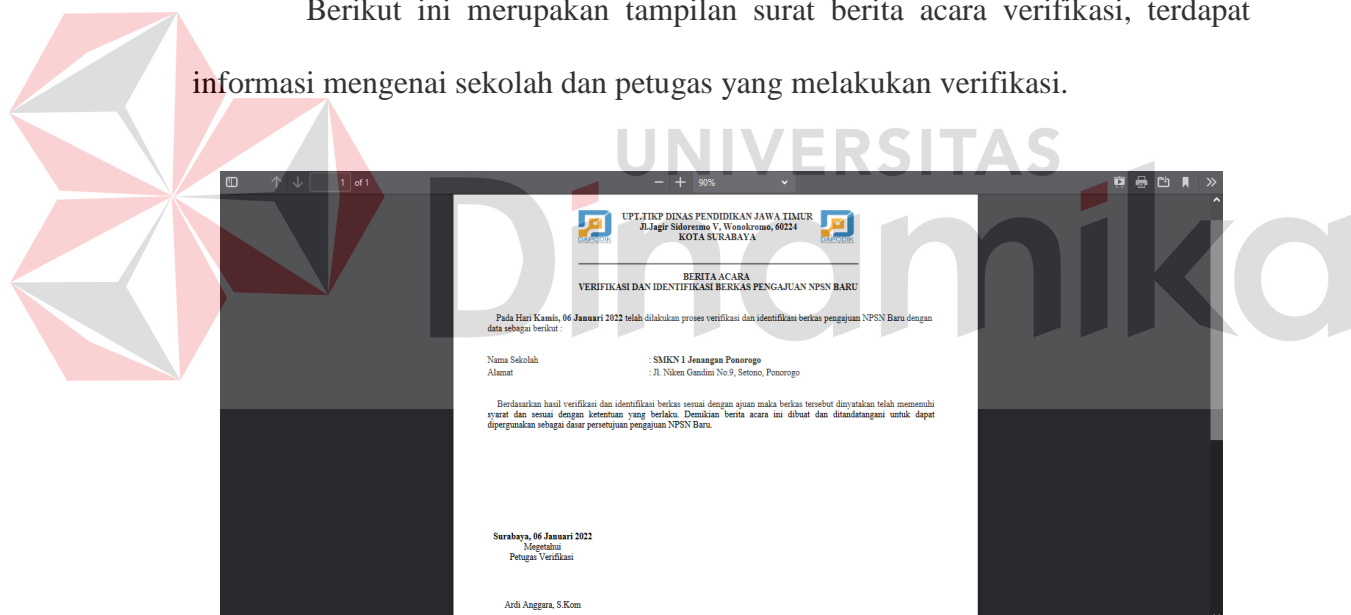 Berikut ini merupakan tampilan surat berita acara verifikasi, terdapat
informasi mengenai sekolah dan petugas yang melakukan verifikasi.
UNIVERSITAS
Dinamika
1 of 1
90%
UPT.TIKP DINAS PENDIDIKAN JAWA TIMUR
Jl.Jagir Sidoresmo V, Wonokromo, 60224
KOTA SURABAYA
DAPODIK
DAPODIK
BERITA ACARA
VERIFIKASI DAN IDENTIFIKASI BERKAS PENGAJUAN NPSN BARU
Pada Hari Kamis, 06 Januari 2022 telah dilakukan proses verifikasi dan identifikasi berkas pengajuan NPSN Baru dengan
data sebagai berikut :
Nama Sekolah : SMKN 1 Jenangan Ponorogo
Alamat : Jl. Niken Gandini No.9, Setono, Ponorogo
Berdasarkan hasil verifikasi dan identifikasi berkas sesuai dengan ajuan maka berkas tersebut dinyatakan telah memenuhi
syarat dan sesuai dengan ketentuan yang berlaku. Demikian berita acara ini dibuat dan ditandatangani untuk dapat
dipergunakan sebagai dasar persetujuan pengajuan NPSN Baru.
Surabaya, 06 Januari 2022
Megetahui
Petugas Verifikasi
Ardi Anggara, S.Kom